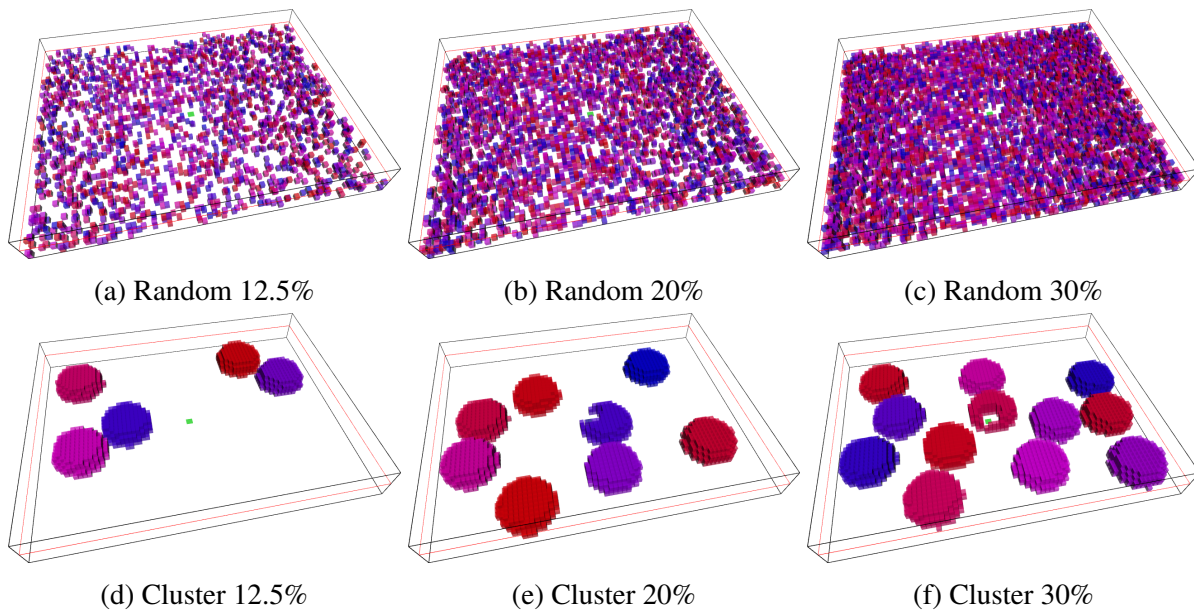 (a) Random 12.5%
(b) Random 20%
(c) Random 30%
(d) Cluster 12.5%
(e) Cluster 20%
(f) Cluster 30%